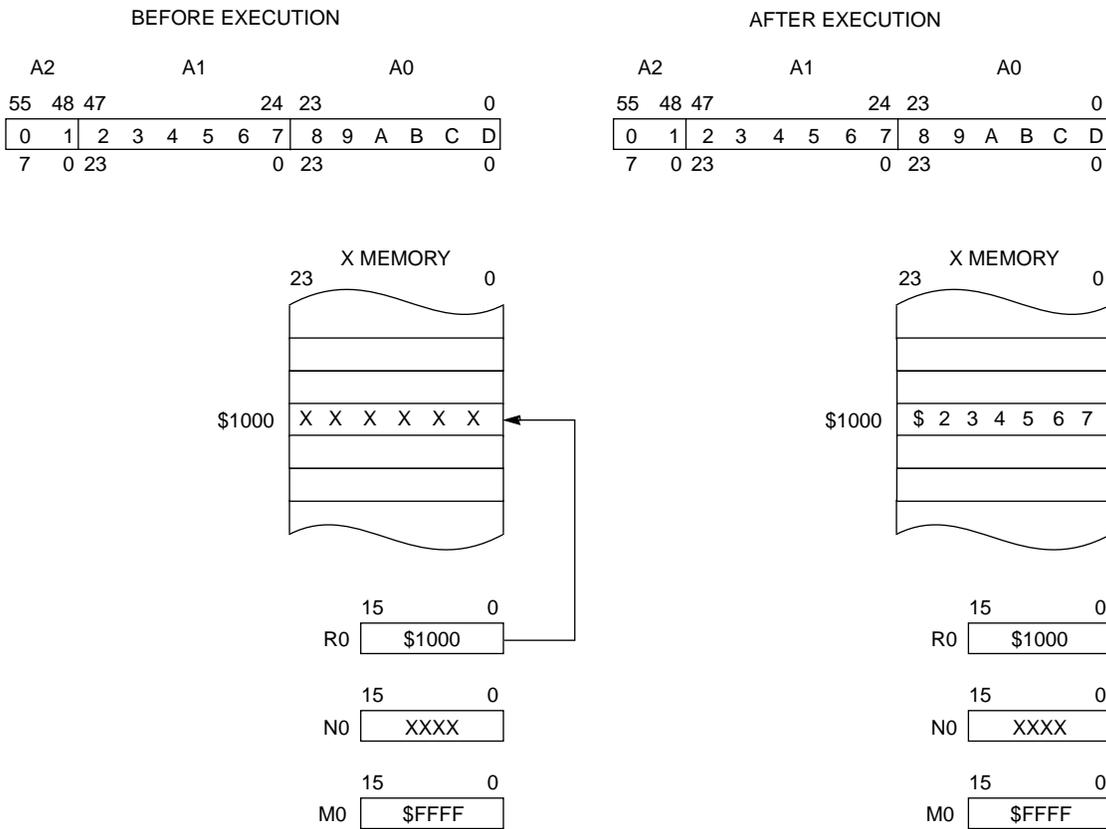 BEFORE EXECUTION AFTER EXECUTION
A2 A1 A0 A2 A1 A0
55 48 47 24 23 0 55 48 47 24 23 0
0 1 2 3 4 5 6 7 8 9 A B C D 0 1 2 3 4 5 6 7 8 9 A B C D
7 0 23 0 23 0 7 0 23 0 23 0
X MEMORY X MEMORY
23 0 23 0
$1000 X X X X X X $1000 $ 2 3 4 5 6 7
15 0 15 0
R0 $1000 R0 $1000
15 0 15 0
N0 XXXX N0 XXXX
15 0 15 0
M0 $FFFF M0 $FFFF